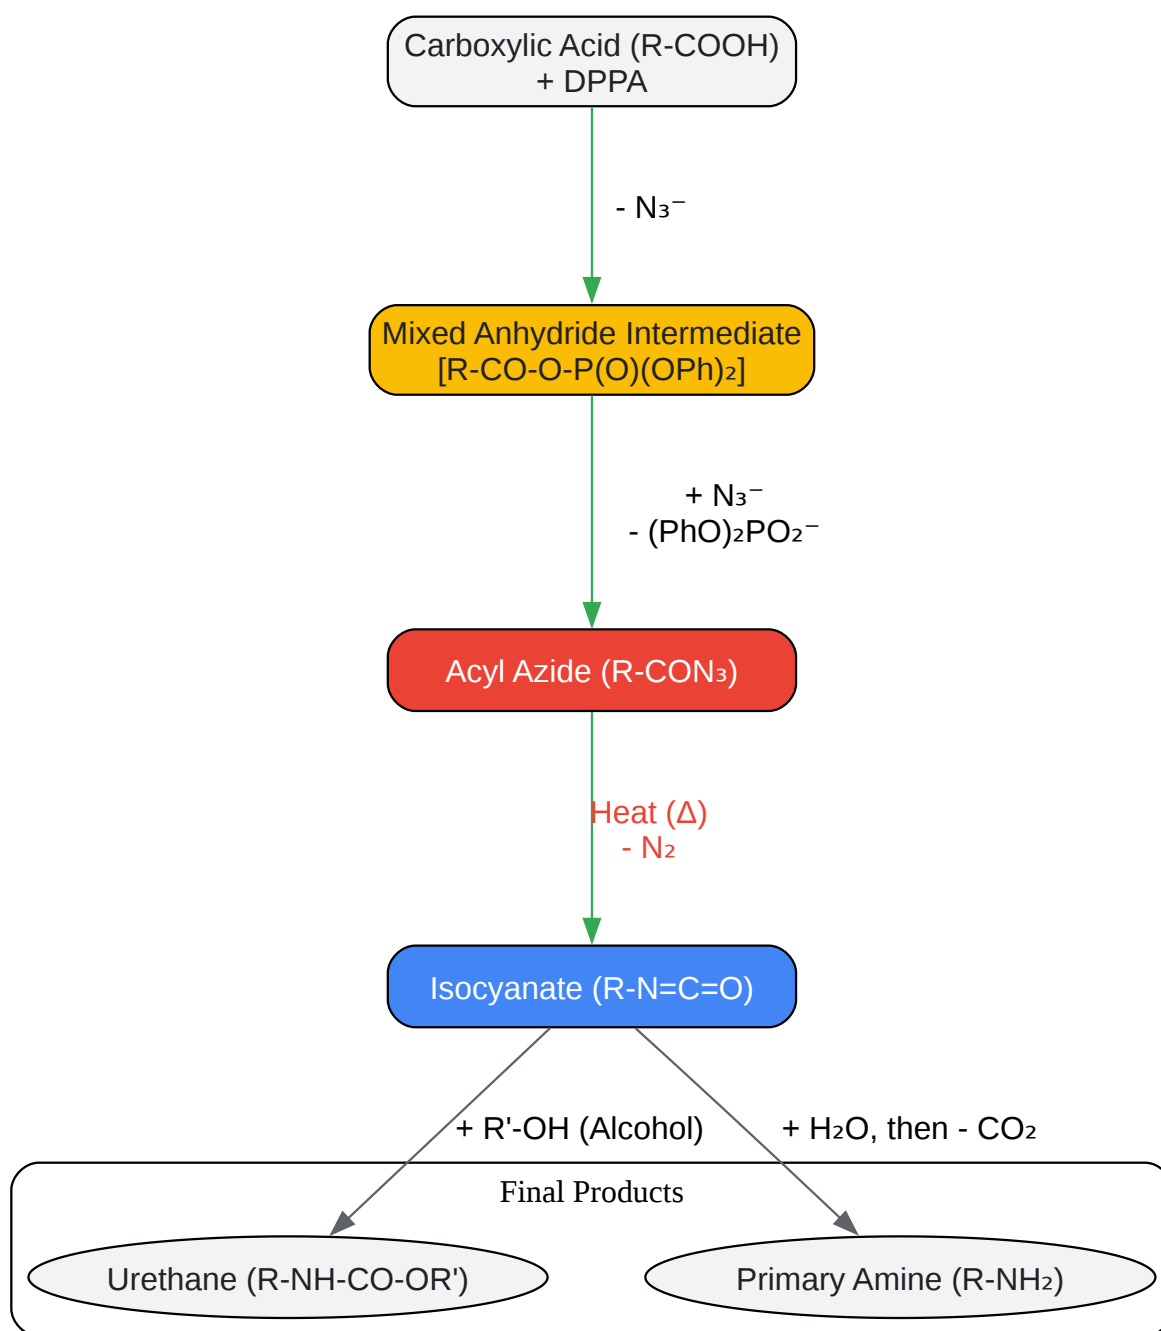 Carboxylic Acid (R-COOH)
+ DPPA
- N₃⁻
Mixed Anhydride Intermediate
[R-CO-O-P(O)(OPh)₂]
+ N₃⁻
- (PhO)₂PO₂⁻
Acyl Azide (R-CON₃)
Heat (Δ)
- N₂
Isocyanate (R-N=C=O)
+ R'-OH (Alcohol)
+ H₂O, then - CO₂
Final Products
Urethane (R-NH-CO-OR')
Primary Amine (R-NH₂)